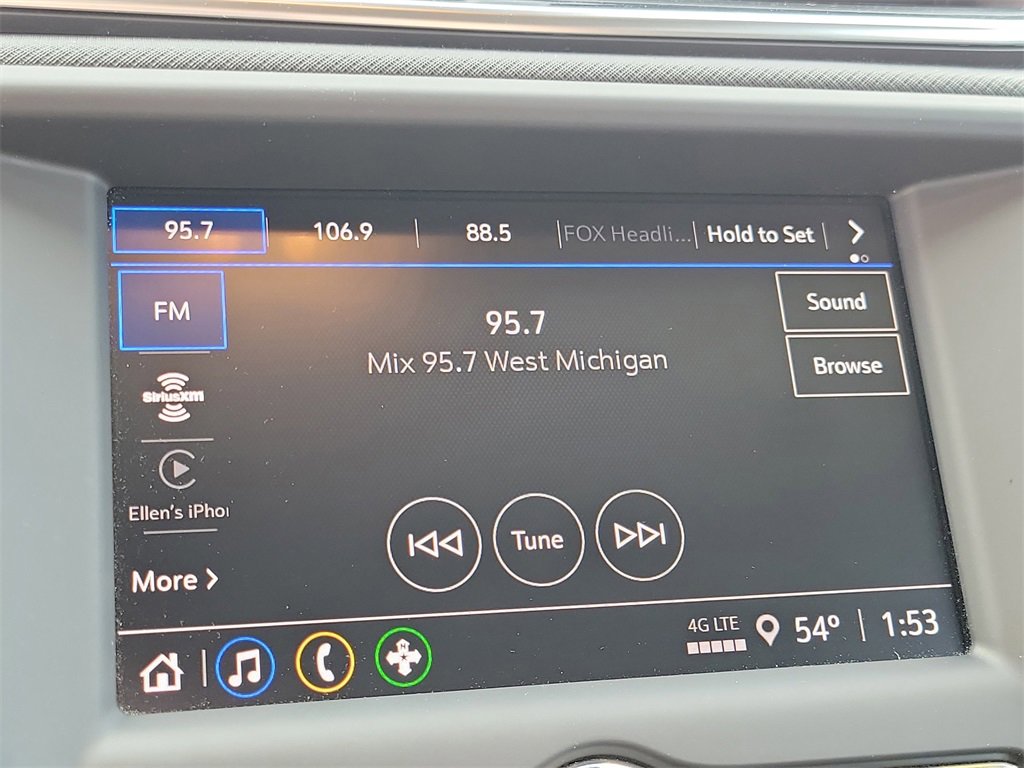 95.7 106.9 88.5 FOX Headli... Hold to Set
FM
95.7
Mix 95.7 West Michigan
Sound
Browse
SiriusXM
Ellen's iPho
Tune
More
4G LTE 54° 1:53